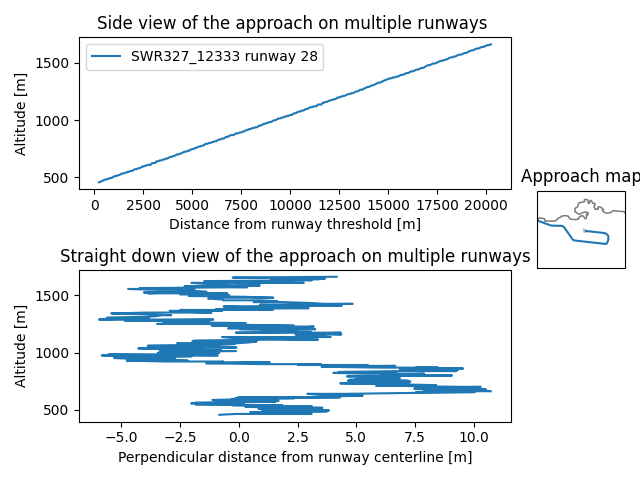 Side view of the approach on multiple runways
SWR327_12333 runway 28
1500
1000
500
Altitude [m]
0 2500 5000 7500 10000 12500 15000 17500 20000
Distance from runway threshold [m]
Approach map
Straight down view of the approach on multiple runways
1500
1000
500
Altitude [m]
−5.0 −2.5 0.0 2.5 5.0 7.5 10.0
Perpendicular distance from runway centerline [m]